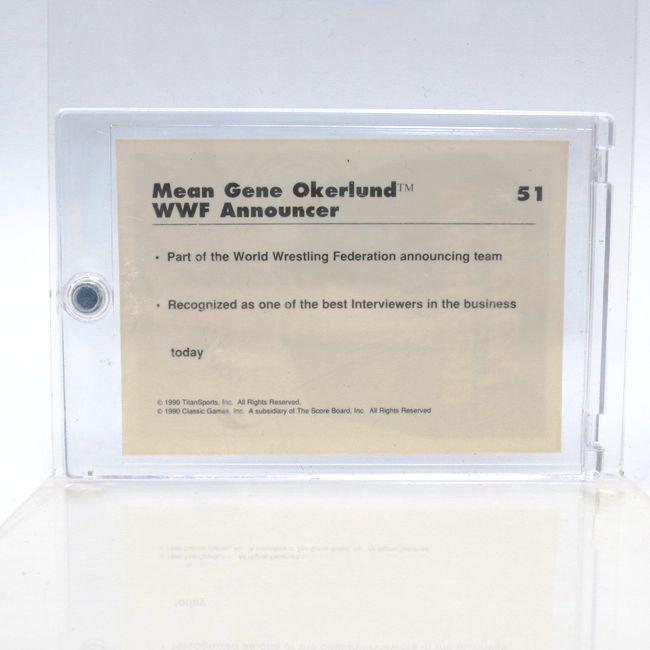 Mean Gene Okerlund™ 51
WWF Announcer
• Part of the World Wrestling Federation announcing team
• Recognized as one of the best Interviewers in the business
today
© 1990 TitanSports, Inc. All Rights Reserved.
© 1990 Classic Games, Inc. A subsidiary of The Score Board, Inc. All Rights Reserved